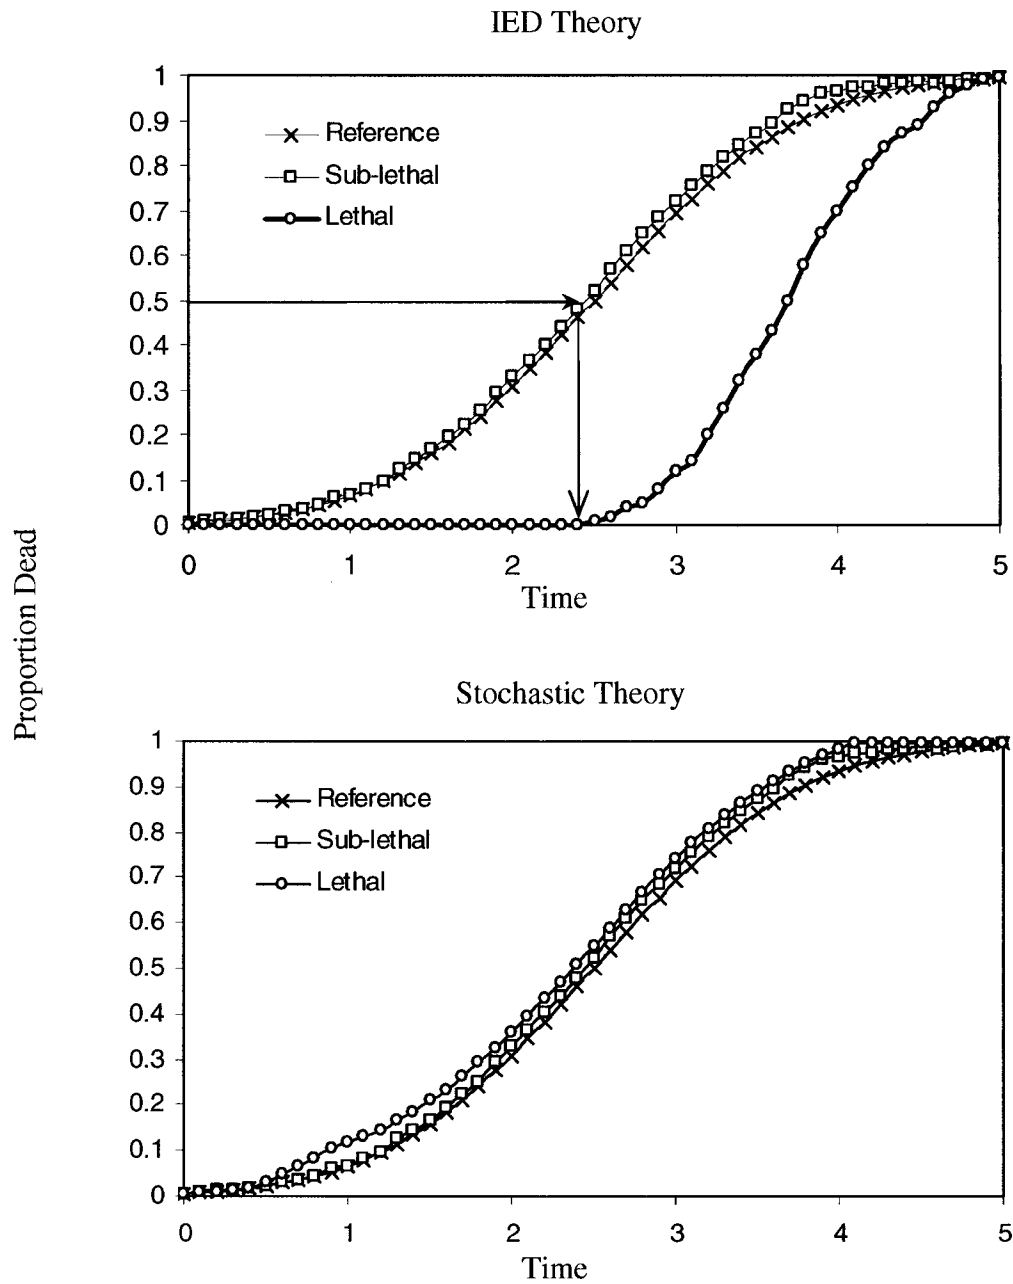 IED Theory
1
0.9
0.8
0.7
0.6
0.5
0.4
0.3
0.2
0.1
0
Reference
Sub-lethal
Lethal
0 1 2 3 4 5
Time
Proportion Dead
Stochastic Theory
1
0.9
0.8
0.7
0.6
0.5
0.4
0.3
0.2
0.1
0
Reference
Sub-lethal
Lethal
0 1 2 3 4 5
Time